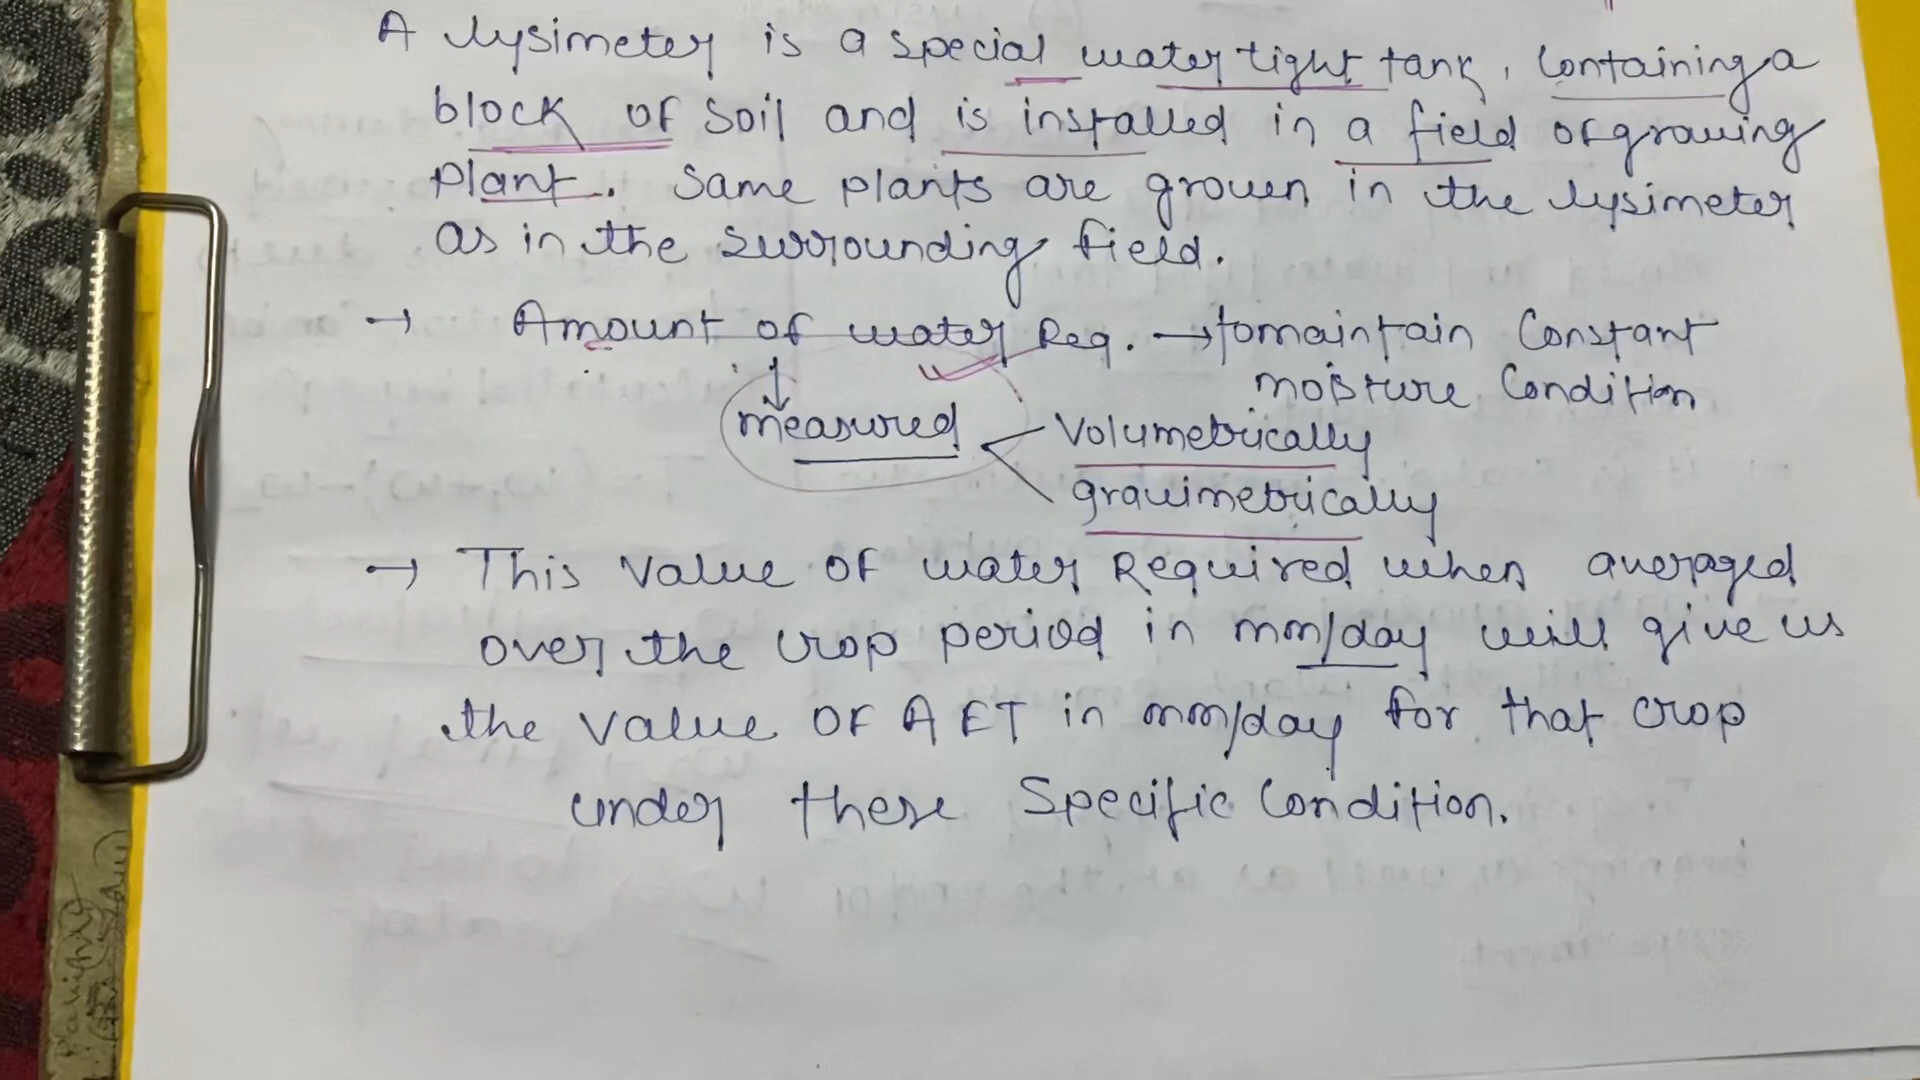 A lysimeter is a special water tight tank, Containing a
block of soil and is installed in a field of growing
plant. Same plants are grown in the lysimeter
as in the surrounding field.
→ Amount of water Req. → to maintain Constant
moisture Condition
measured
Volumetrically
gravimetrically
→ This Value of water Required when averaged
over the crop period in mm/day will give us
the Value of AET in mm/day for that crop
under these Specific Condition.